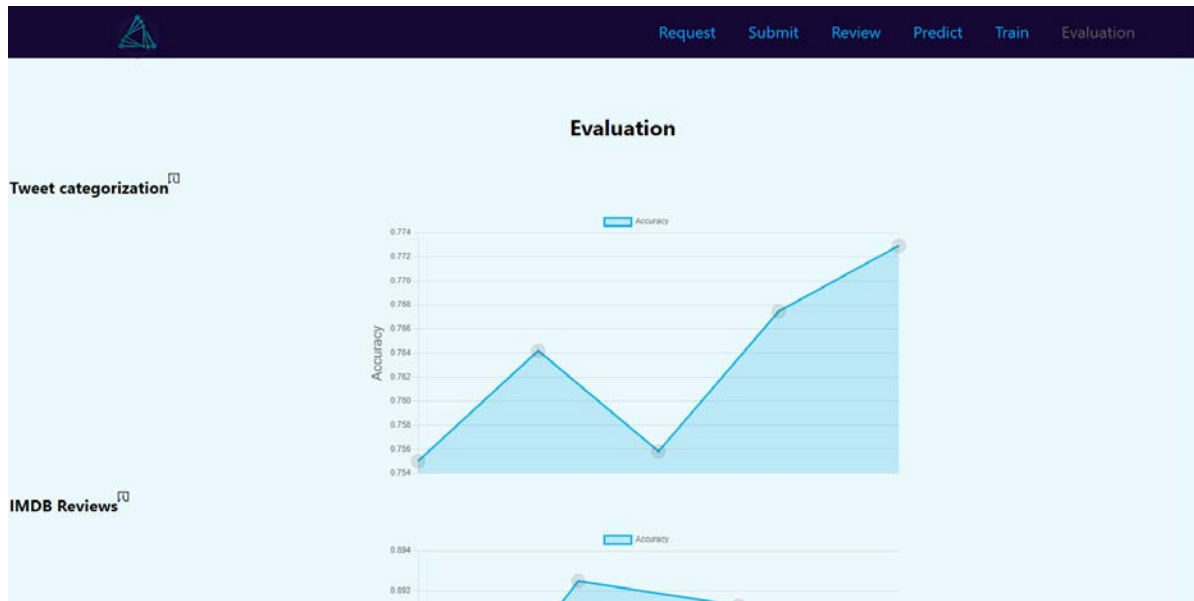 Request Submit Review Predict Train Evaluation
Evaluation
Tweet categorization
Accuracy
0.774
0.772
0.770
0.768
0.766
0.764
0.762
0.760
0.758
0.756
0.754
Accuracy
IMDB Reviews
Accuracy
0.894
0.892